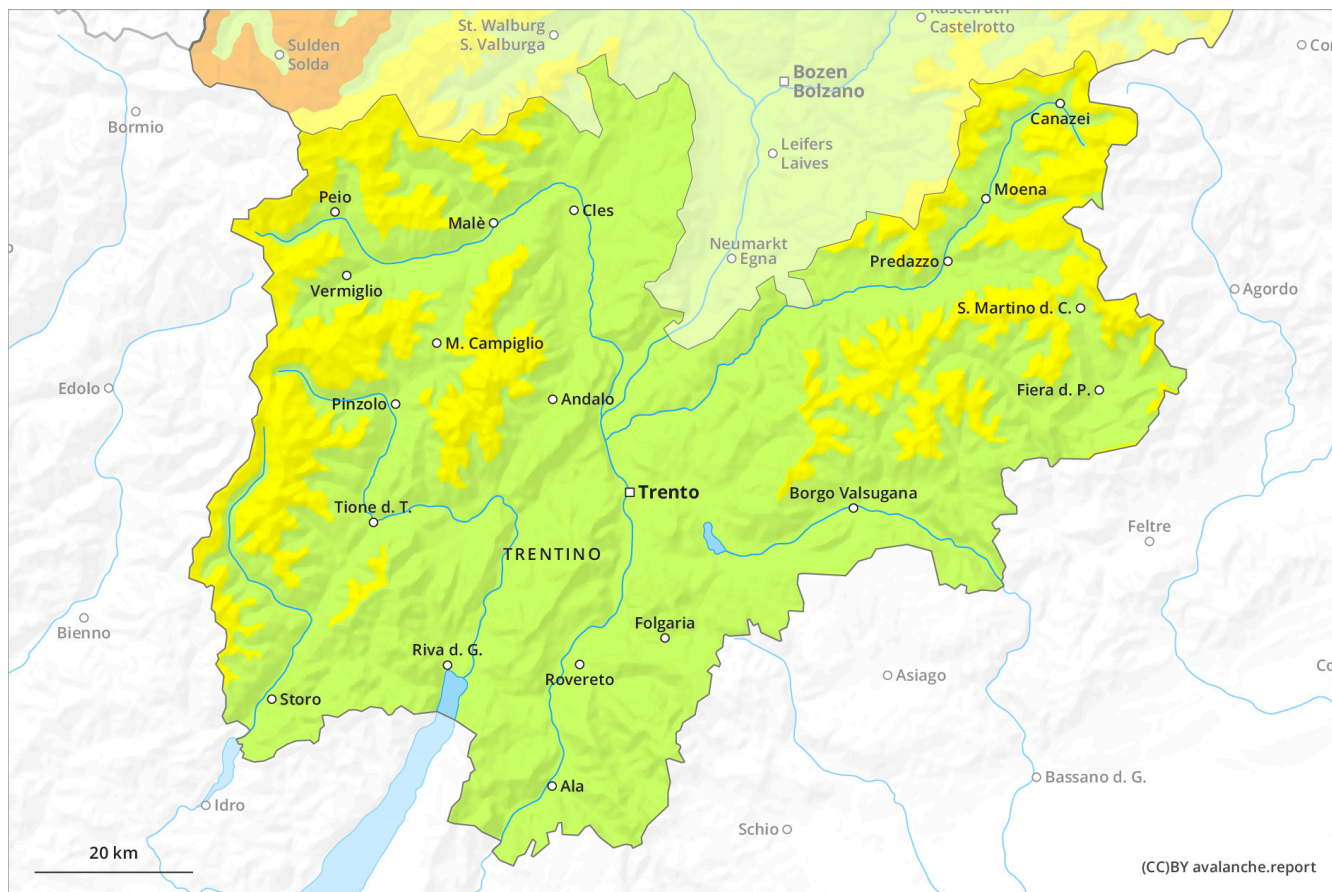 Kastelruth
Castelrotto
St. Walburg
S. Valburga
Sulden
Solda
Bozen
Bolzano
Canazei
Bormio
Leifers
Laives
Peio
Moena
Malè
Cles
Neumarkt
Egna
Predazzo
Vermiglio
Agordo
S. Martino d. C.
M. Campiglio
Edolo
Pinzolo
Andalo
Fiera d. P.
Trento
Borgo Valsugana
Tione d. T.
Feltre
TRENTINO
Bienno
Folgaria
Riva d. G.
Rovereto
Asiago
Storo
Bassano d. G.
Ala
Idro
Schio
20 km
(CC)BY avalanche.report